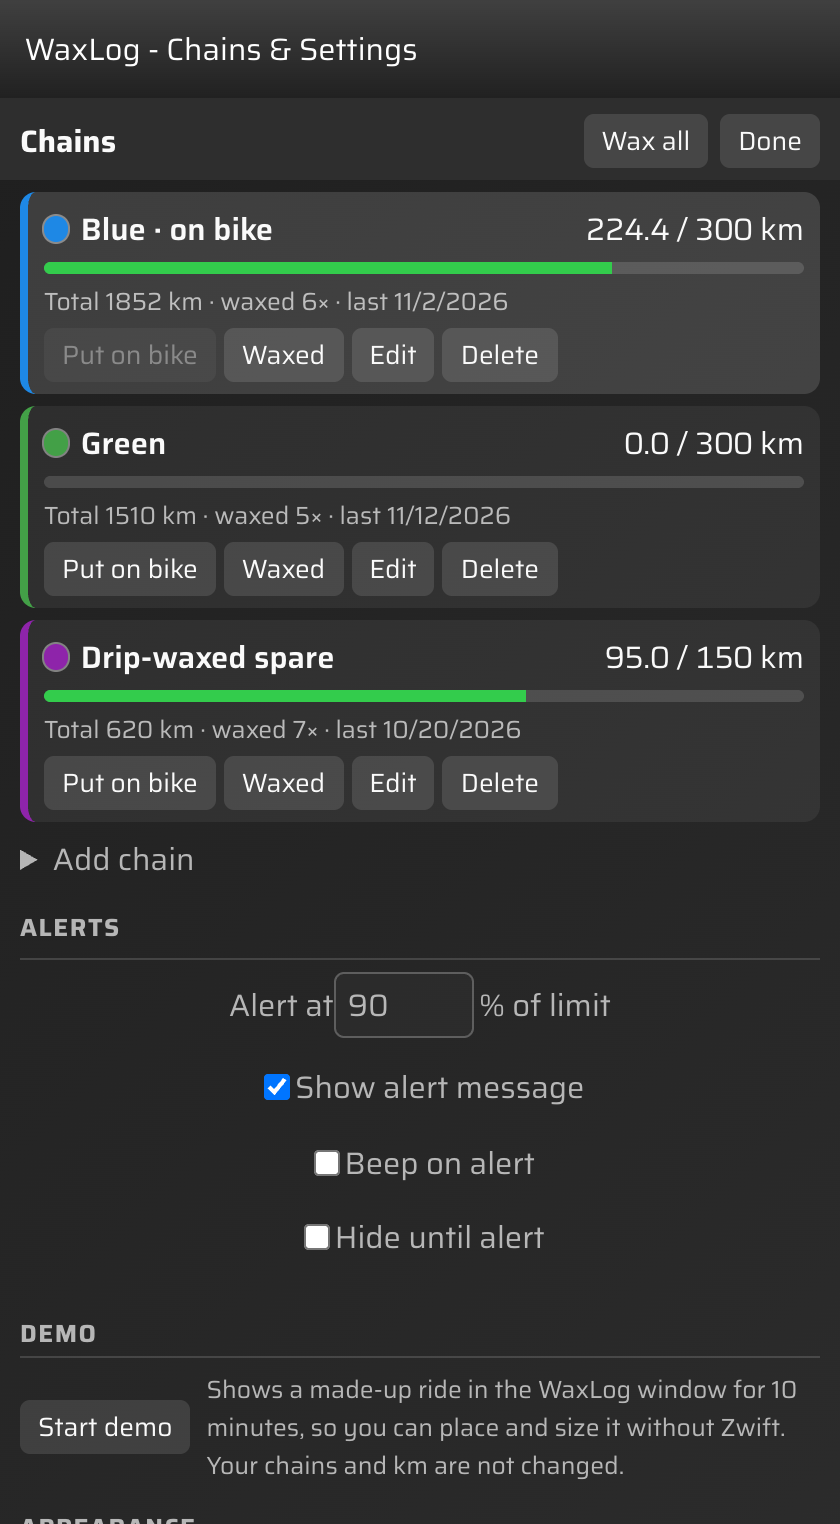 WaxLog - Chains & Settings
Chains
Wax all
Done
Blue · on bike
224.4 / 300 km
Total 1852 km · waxed 6× · last 11/2/2026
Put on bike
Waxed
Edit
Delete
Green
0.0 / 300 km
Total 1510 km · waxed 5× · last 11/12/2026
Put on bike
Waxed
Edit
Delete
Drip-waxed spare
95.0 / 150 km
Total 620 km · waxed 7× · last 10/20/2026
Put on bike
Waxed
Edit
Delete
Add chain
ALERTS
Alert at 90 % of limit
Show alert message
Beep on alert
Hide until alert
DEMO
Start demo
Shows a made-up ride in the WaxLog window for 10
minutes, so you can place and size it without Zwift.
Your chains and km are not changed.
APPEARANCE